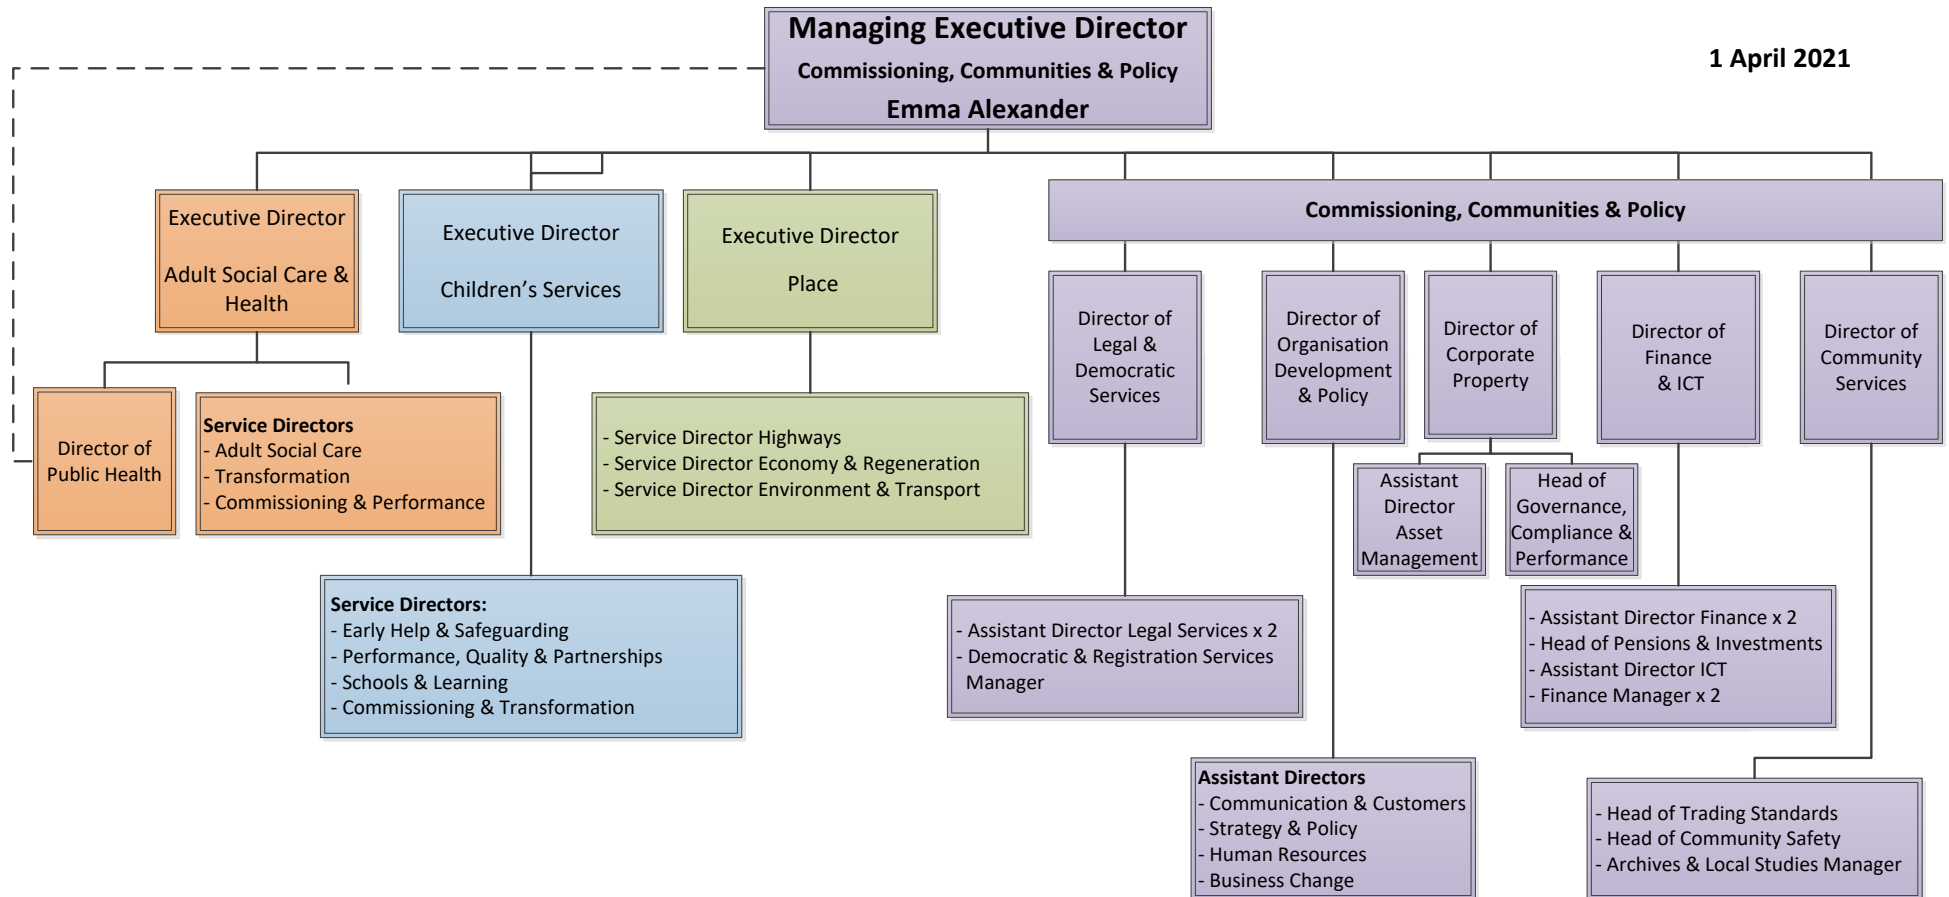 Managing Executive Director
Commissioning, Communities & Policy
Emma Alexander
1 April 2021
Executive Director
Adult Social Care &
Health
Executive Director
Children’s Services
Executive Director
Place
Commissioning, Communities & Policy
Director of
Legal &
Democratic
Services
Director of
Organisation
Development
& Policy
Director of
Corporate
Property
Director of
Finance
& ICT
Director of
Community
Services
Director of
Public Health
Service Directors
- Adult Social Care
- Transformation
- Commissioning & Performance
- Service Director Highways
- Service Director Economy & Regeneration
- Service Director Environment & Transport
Assistant
Director
Asset
Management
Head of
Governance,
Compliance &
Performance
Service Directors:
- Early Help & Safeguarding
- Performance, Quality & Partnerships
- Schools & Learning
- Commissioning & Transformation
- Assistant Director Legal Services x 2
- Democratic & Registration Services
Manager
- Assistant Director Finance x 2
- Head of Pensions & Investments
- Assistant Director ICT
- Finance Manager x 2
Assistant Directors
- Communication & Customers
- Strategy & Policy
- Human Resources
- Business Change
- Head of Trading Standards
- Head of Community Safety
- Archives & Local Studies Manager